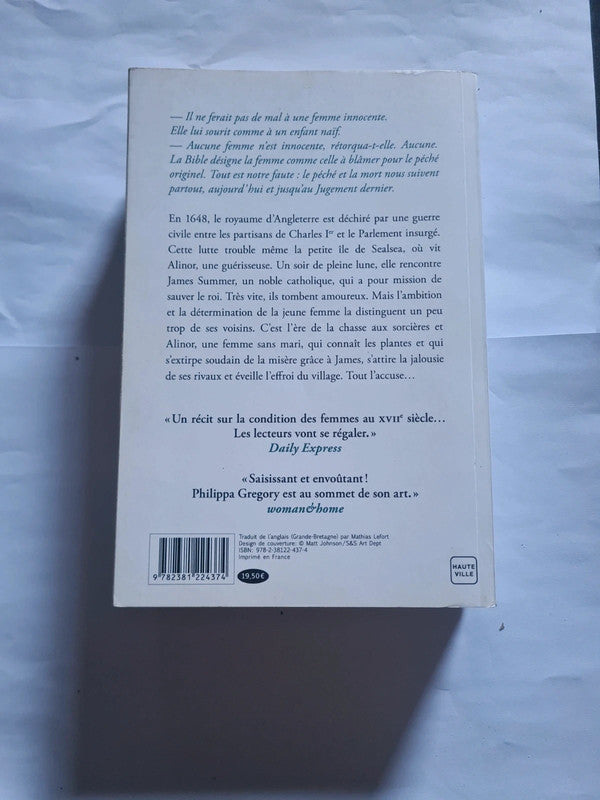 — Il ne ferait pas de mal à une femme innocente.
Elle lui sourit comme à un enfant naïf.
— Aucune femme n'est innocente, rétorqua-t-elle. Aucune.
La Bible désigne la femme comme celle à blâmer pour le péché
originel. Tout est notre faute : le péché et la mort nous suivent
partout, aujourd'hui et jusqu'au Jugement dernier.
En 1648, le royaume d'Angleterre est déchiré par une guerre
civile entre les partisans de Charles Ier et le Parlement insurgé.
Cette lutte trouble même la petite île de Sealsea, où vit
Alinor, une guérisseuse. Un soir de pleine lune, elle rencontre
James Summer, un noble catholique, qui a pour mission de
sauver le roi. Très vite, ils tombent amoureux. Mais l'ambition
et la détermination de la jeune femme la distinguent un peu
trop de ses voisins. C'est l'ère de la chasse aux sorcières et
Alinor, une femme sans mari, qui connaît les plantes et qui
s'extirpe soudain de la misère grâce à James, s'attire la jalousie
de ses rivaux et éveille l'effroi du village. Tout l'accuse…
« Un récit sur la condition des femmes au XVIIe siècle…
Les lecteurs vont se régaler. »
Daily Express
« Saisissant et envoûtant !
Philippa Gregory est au sommet de son art. »
woman&home
Traduit de l'anglais (Grande-Bretagne) par Mathias Lefort
Design de couverture: © Matt Johnson/S&S Art Dept
ISBN: 978-2-38122-437-4
Imprimé en France
9 782381 224374
19,50€
HAUTE
VILLE